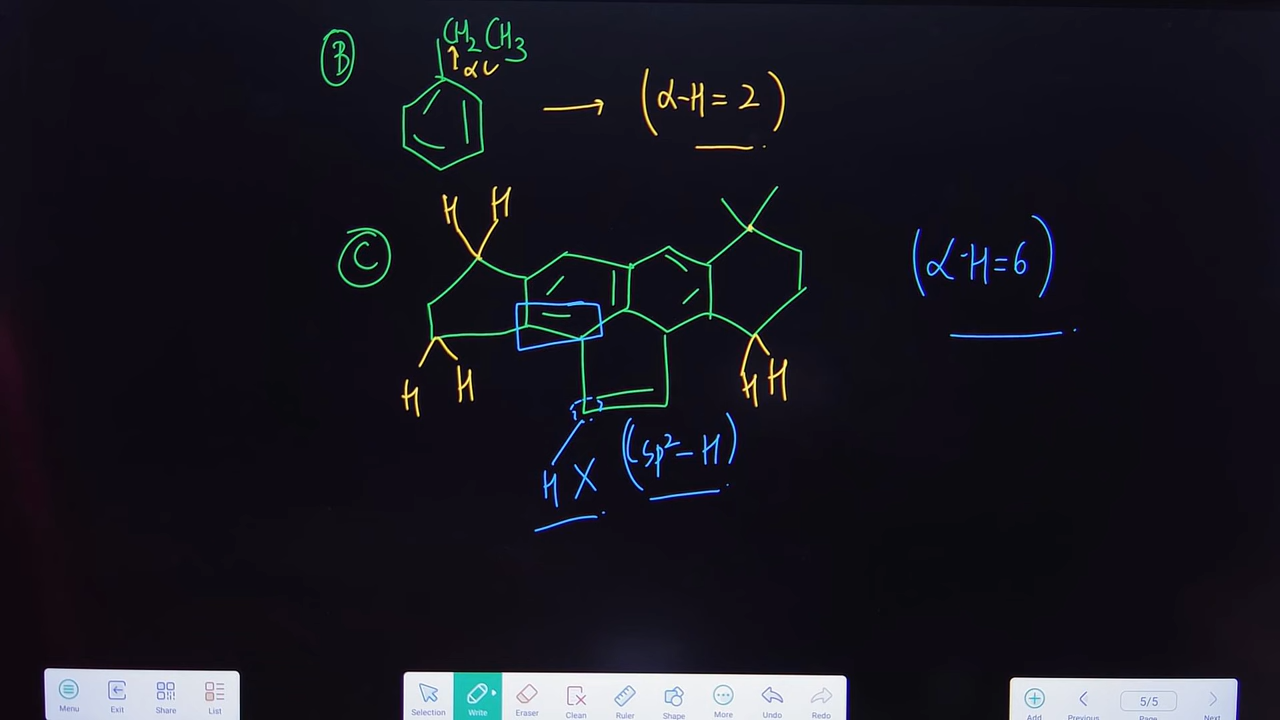 B CH₂CH₃
αC
(α-H = 2)
H H
C
(α-H=6)
H H H H
H X (sp²-H)
Menu Exit Share List
Selection Write Eraser Clean Ruler Shape More Undo Redo
Add Previous Page Next
5/5